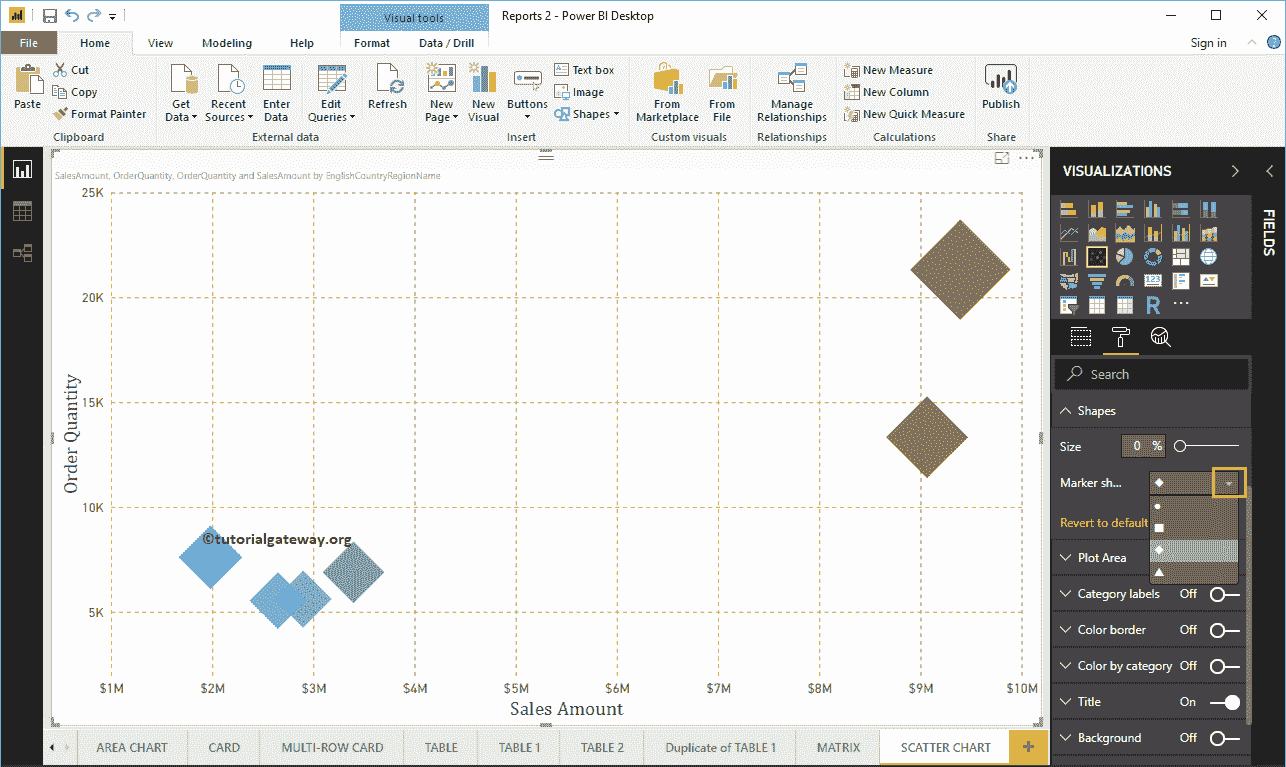 Visual tools
Reports 2 - Power BI Desktop
File Home View Modeling Help Format Data / Drill Sign in
Paste
Cut
Copy
Format Painter
Clipboard
Get Data
Recent Sources
Enter Data
Edit Queries
Refresh
External data
New Page
New Visual
Buttons
Text box
Image
Shapes
Insert
From Marketplace
From File
Custom visuals
Manage Relationships
Relationships
New Measure
New Column
New Quick Measure
Calculations
Publish
Share
SalesAmount, OrderQuantity, OrderQuantity and SalesAmount by EnglishCountryRegionName
25K
20K
15K
10K
5K
Order Quantity
©tutorialgateway.org
$1M $2M $3M $4M $5M $6M $7M $8M $9M $10M
Sales Amount
VISUALIZATIONS
FIELDS
123
R
Search
Shapes
Size 0 %
Marker sh...
Revert to default
Plot Area
Category labels Off
Color border Off
Color by category Off
Title On
Background Off
AREA CHART CARD MULTI-ROW CARD TABLE TABLE 1 TABLE 2 Duplicate of TABLE 1 MATRIX SCATTER CHART +